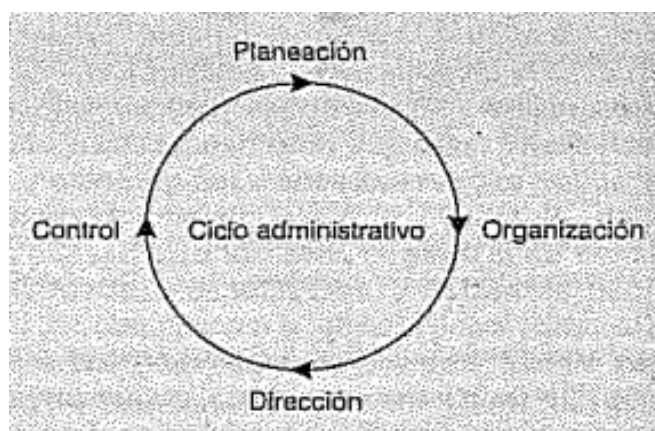 Planeación
Control
Ciclo administrativo
Organización
Dirección